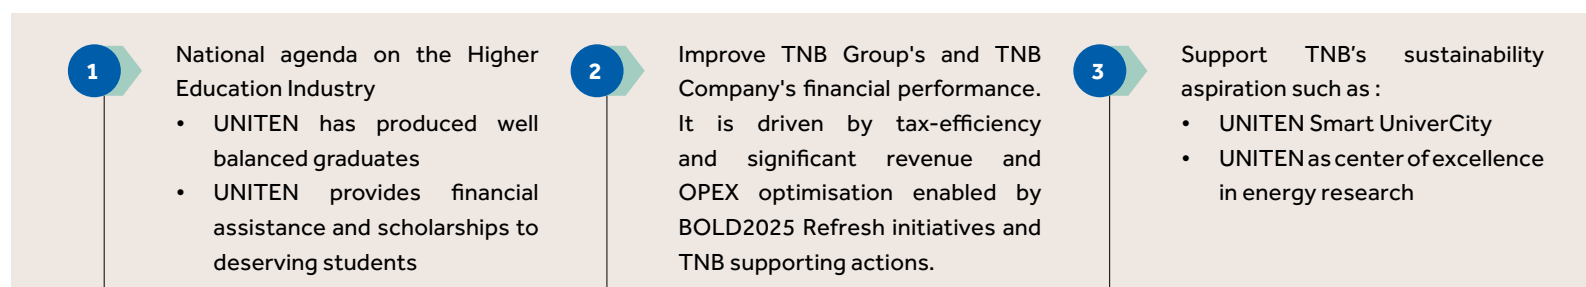 1
National agenda on the Higher
Education Industry
• UNITEN has produced well
balanced graduates
• UNITEN provides financial
assistance and scholarships to
deserving students
2
Improve TNB Group's and TNB
Company's financial performance.
It is driven by tax-efficiency
and significant revenue and
OPEX optimisation enabled by
BOLD2025 Refresh initiatives and
TNB supporting actions.
3
Support TNB’s sustainability
aspiration such as :
• UNITEN Smart UniverCity
• UNITEN as center of excellence
in energy research